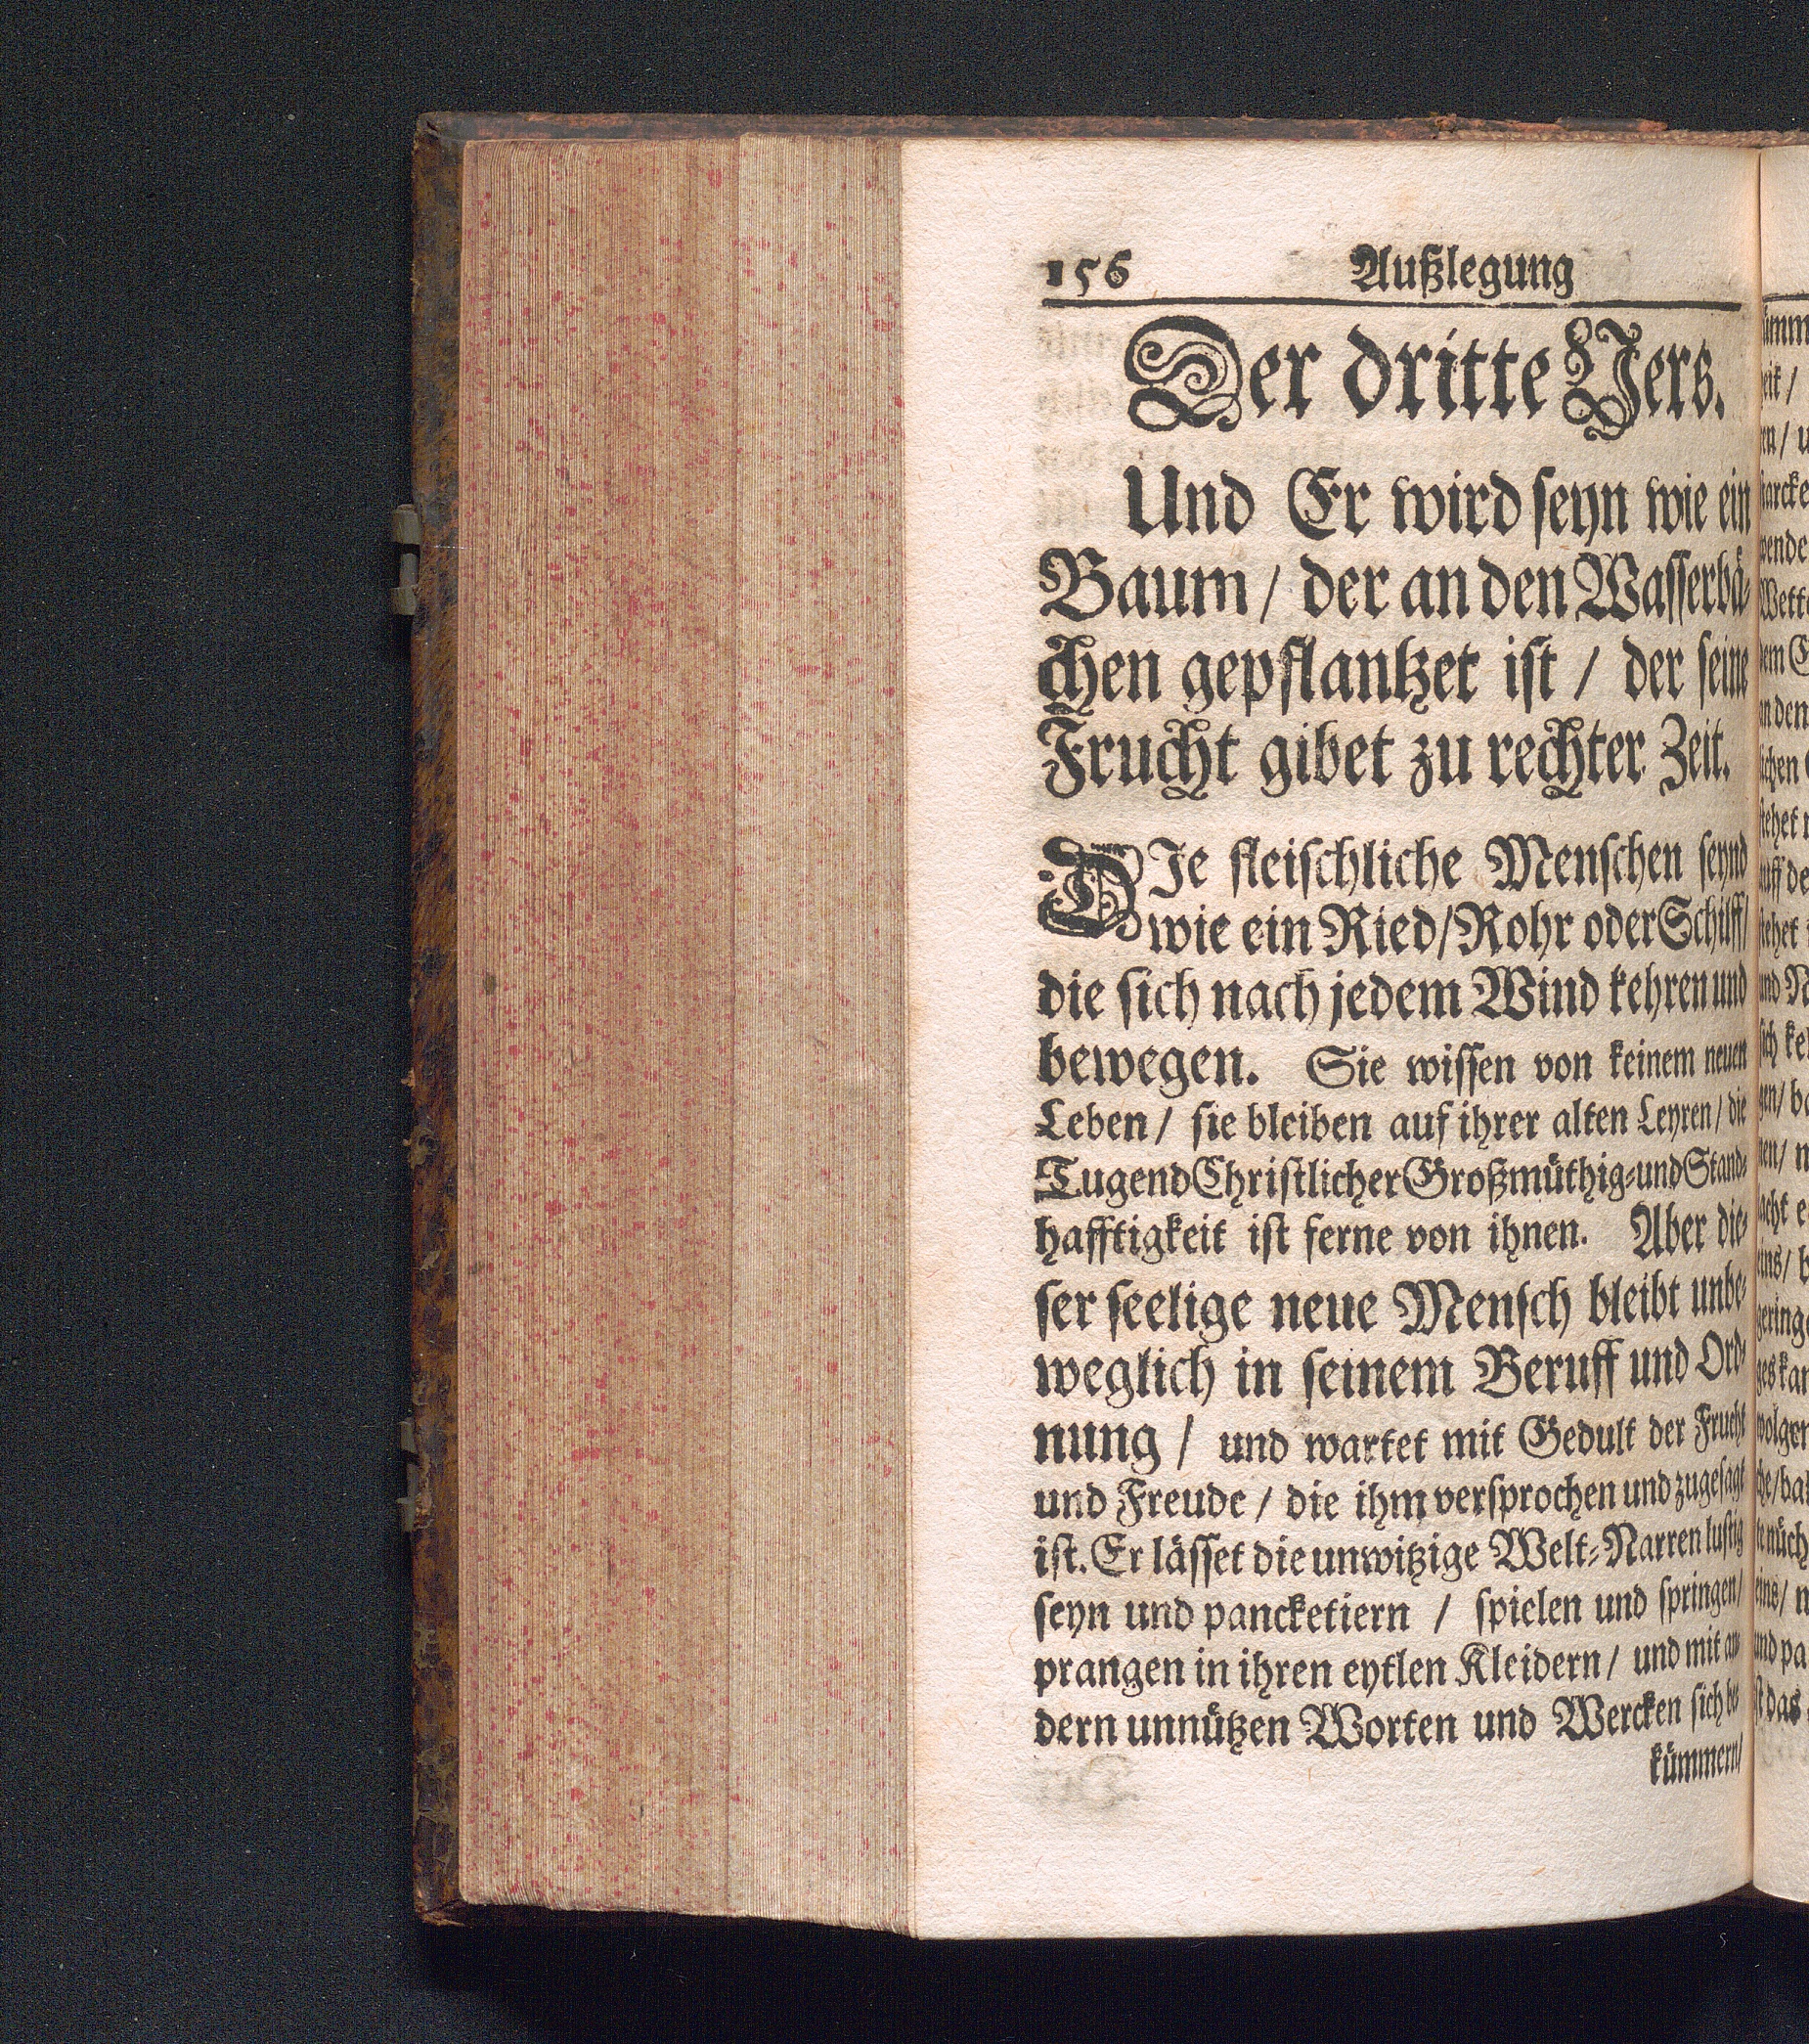 156 Außlegung
Der dritte Vers.
Und Er wird seyn wie ein
Baum / der an den Wasserbä-
chen gepflantzet ist / der seine
Frucht gibet zu rechter Zeit.
DIe fleischliche Menschen seynd
wie ein Ried/Rohr oder Schilff/
die sich nach jedem Wind kehren und
bewegen. Sie wissen von keinem neuen
Leben / sie bleiben auf ihrer alten Leyren / die
Tugend Christlicher Großmüthig-und Stand-
hafftigkeit ist ferne von ihnen. Aber die-
ser seelige neue Mensch bleibt unbe-
weglich in seinem Beruff und Ord-
nung / und wartet mit Gedult der Frucht
und Freude / die ihm versprochen und zugesagt
ist. Er lässet die unwitzige Welt-Narren lustig
seyn und pancketiern / spielen und springen/
prangen in ihren eytlen Kleidern / und mit an-
dern unnützen Worten und Wercken sich be-
kümmern/